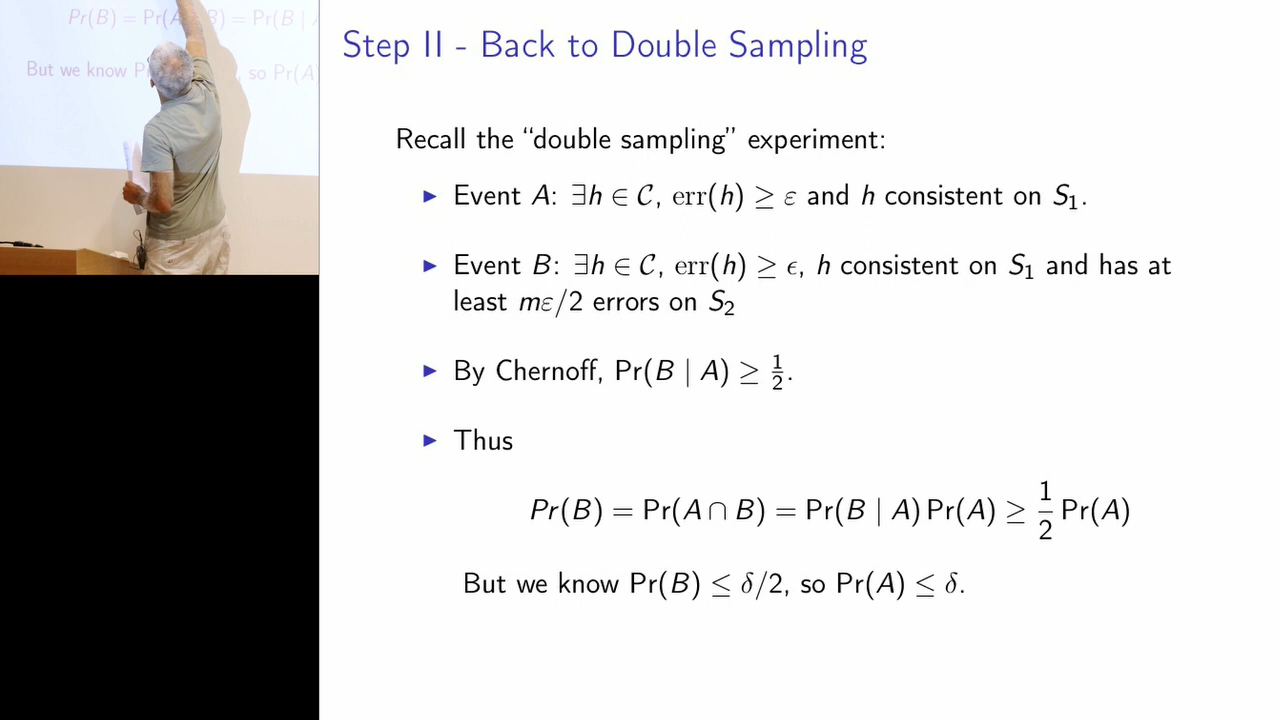 Pr(B) = Pr(A B) = Pr(B |
But we know P , so Pr(A)
Step II - Back to Double Sampling
Recall the “double sampling” experiment:
▶ Event A: ∃h ∈ 𝒞, err(h) ≥ ε and h consistent on S₁.
▶ Event B: ∃h ∈ 𝒞, err(h) ≥ ϵ, h consistent on S₁ and has at
least mε/2 errors on S₂
▶ By Chernoff, Pr(B | A) ≥ 1/2.
▶ Thus
Pr(B) = Pr(A ∩ B) = Pr(B | A) Pr(A) ≥ 1/2 Pr(A)
But we know Pr(B) ≤ δ/2, so Pr(A) ≤ δ.